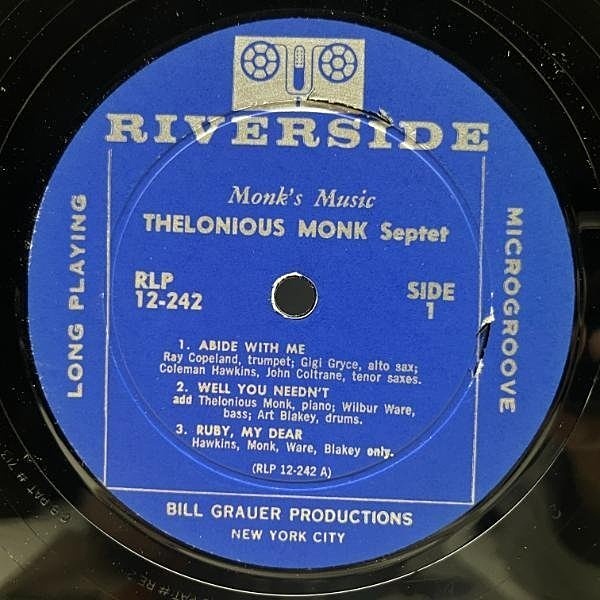 RIVERSIDE
Monk's Music
THELONIOUS MONK Septet
LONG PLAYING
MICROGROOVE
RLP
12-242
SIDE
1
1. ABIDE WITH ME
Ray Copeland, trumpet; Gigi Gryce, alto sax;
Coleman Hawkins, John Coltrane, tenor saxes.
2. WELL YOU NEEDN'T
add Thelonious Monk, piano; Wilbur Ware,
bass; Art Blakey, drums.
3. RUBY, MY DEAR
Hawkins, Monk, Ware, Blakey only.
(RLP 12-242 A)
BILL GRAUER PRODUCTIONS
NEW YORK CITY